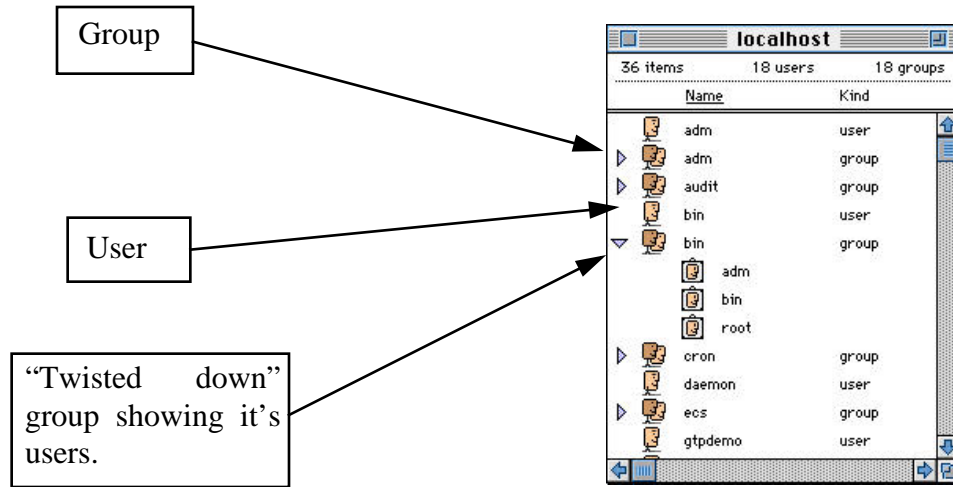 Group
User
“Twisted down”
group showing it’s
users.
localhost
36 items 18 users 18 groups
Name Kind
adm user
adm group
audit group
bin user
bin group
adm
bin
root
cron group
daemon user
ecs group
gtpdemo user